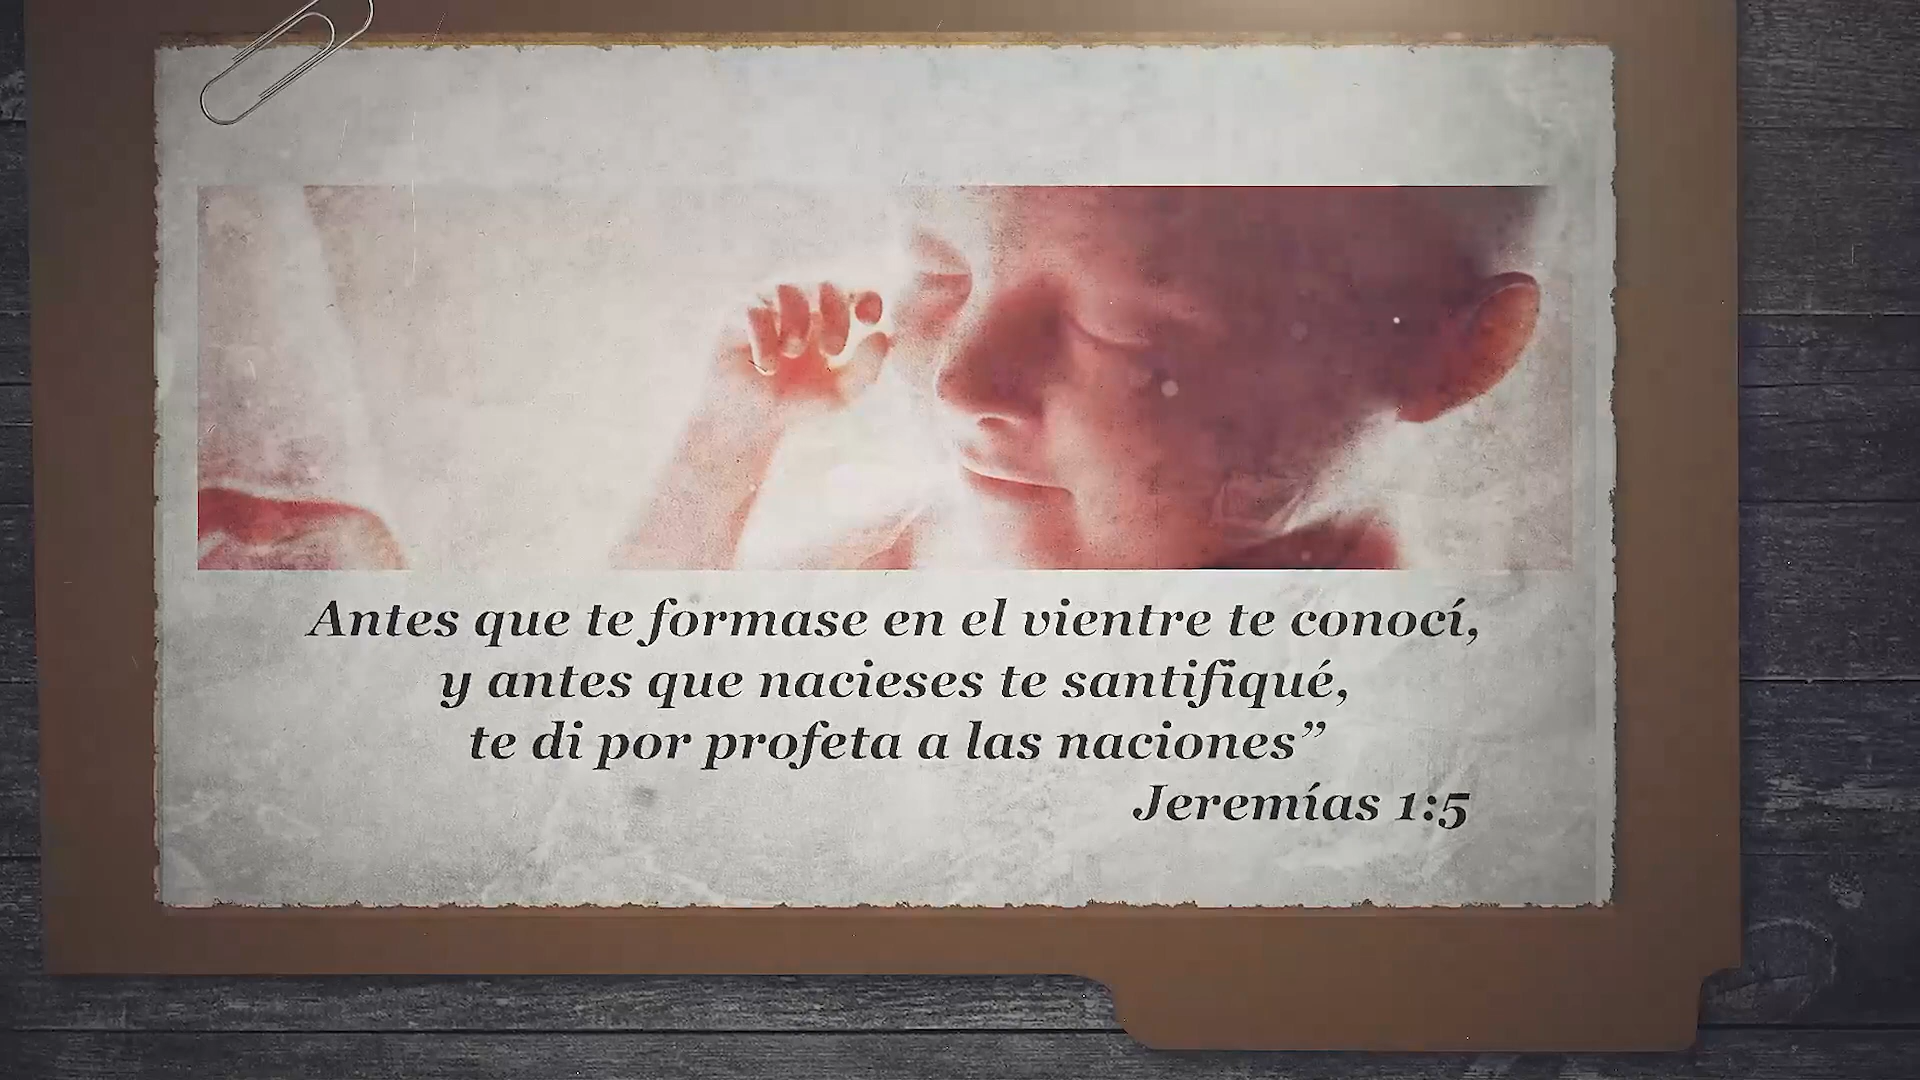 Antes que te formase en el vientre te conocí,
y antes que nacieses te santifiqué,
te di por profeta a las naciones”
Jeremías 1:5